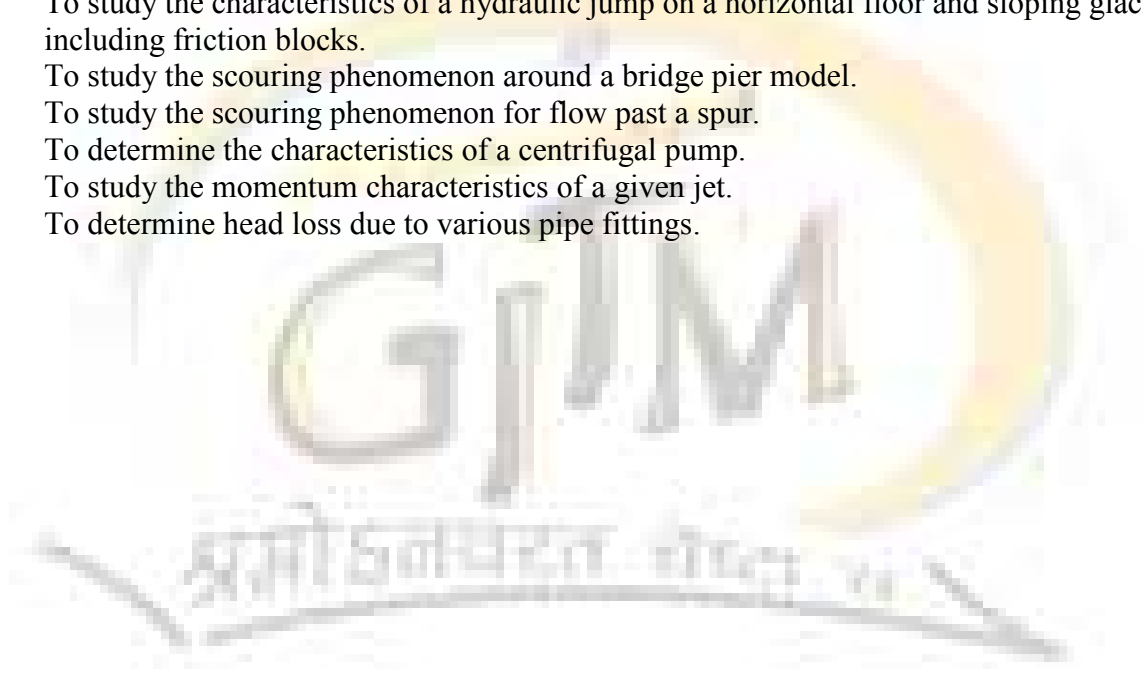 To study the characteristics of a hydraulic jump on a horizontal floor and sloping
including friction blocks.
To study the scouring phenomenon around a bridge pier model.
To study the scouring phenomenon for flow past a spur.
To determine the characteristics of a centrifugal pump.
To study the momentum characteristics of a given jet.
To determine head loss due to various pipe fittings.